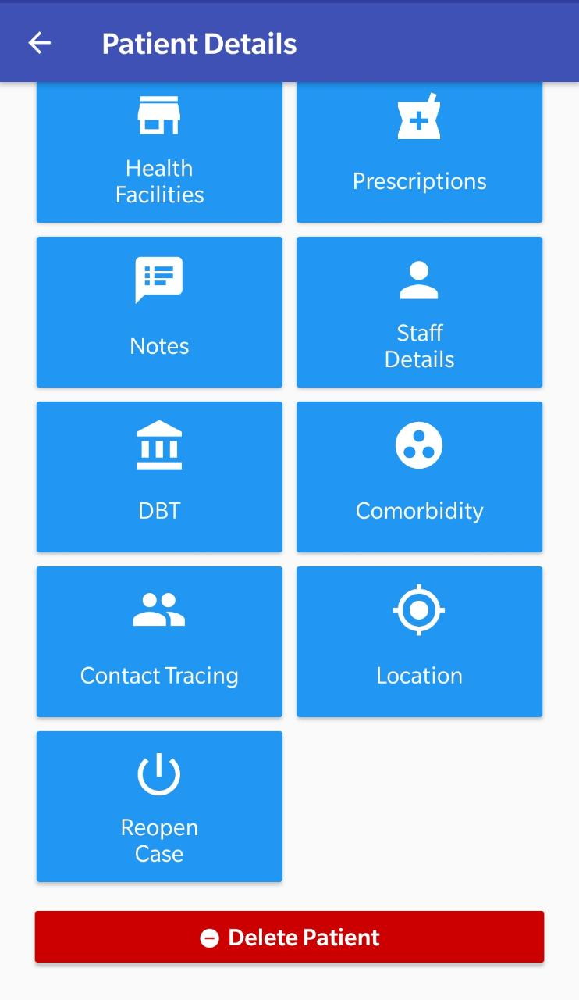 Patient Details
Health
Facilities
Prescriptions
Notes
Staff
Details
DBT
Comorbidity
Contact Tracing
Location
Reopen
Case
Delete Patient